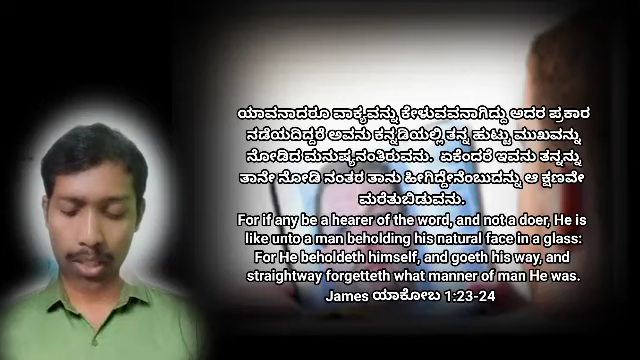 ಯಾವನಾದರೂ ವಾಕ್ಯವನ್ನು ಕೇಳುವವನಾಗಿದ್ದು ಅದರ ಪ್ರಕಾರ
ನಡೆಯದಿದ್ದರೆ ಅವನು ಕನ್ನಡಿಯಲ್ಲಿ ತನ್ನ ಹುಟ್ಟು ಮುಖವನ್ನು
ನೋಡಿದ ಮನುಷ್ಯನಂತಿರುವನು. ಏಕೆಂದರೆ ಇವನು ತನ್ನನ್ನು
ತಾನೇ ನೋಡಿ ನಂತರ ತಾನು ಹೀಗಿದ್ದೇನೆಂಬುದನ್ನು ಆ ಕ್ಷಣವೇ
ಮರೆತುಬಿಡುವನು.
For if any be a hearer of the word, and not a doer, He is
like unto a man beholding his natural face in a glass:
For He beholdeth himself, and goeth his way, and
straightway forgetteth what manner of man He was.
James ಯಾಕೋಬ 1:23-24